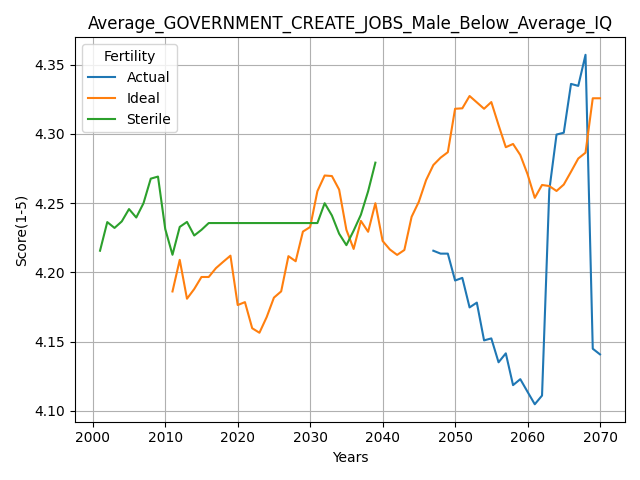 Average_GOVERNMENT_CREATE_JOBS_Male_Below_Average_IQ
Fertility
Actual
Ideal
Sterile
Score(1-5)
4.35
4.30
4.25
4.20
4.15
4.10
2000 2010 2020 2030 2040 2050 2060 2070
Years